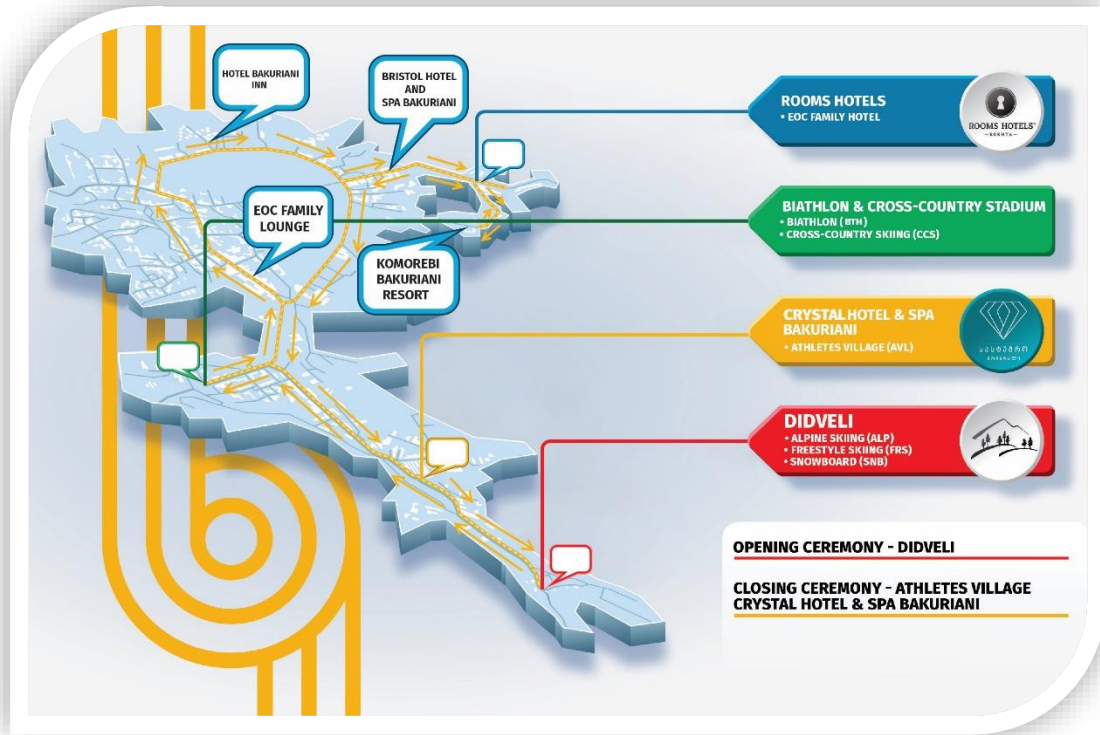 HOTEL BAKURIANI
INN
BRISTOL HOTEL
AND
SPA BAKURIANI
EOC FAMILY
LOUNGE
KOMOREBI
BAKURIANI
RESORT
ROOMS HOTELS
• EOC FAMILY HOTEL
ROOMS HOTELS
– KOKHTA –
BIATHLON & CROSS-COUNTRY STADIUM
• BIATHLON (BTH)
• CROSS-COUNTRY SKIING (CCS)
CRYSTAL HOTEL & SPA
BAKURIANI
• ATHLETES VILLAGE (AVL)
DIDVELI
• ALPINE SKIING (ALP)
• FREESTYLE SKIING (FRS)
• SNOWBOARD (SNB)
OPENING CEREMONY - DIDVELI
CLOSING CEREMONY - ATHLETES VILLAGE
CRYSTAL HOTEL & SPA BAKURIANI